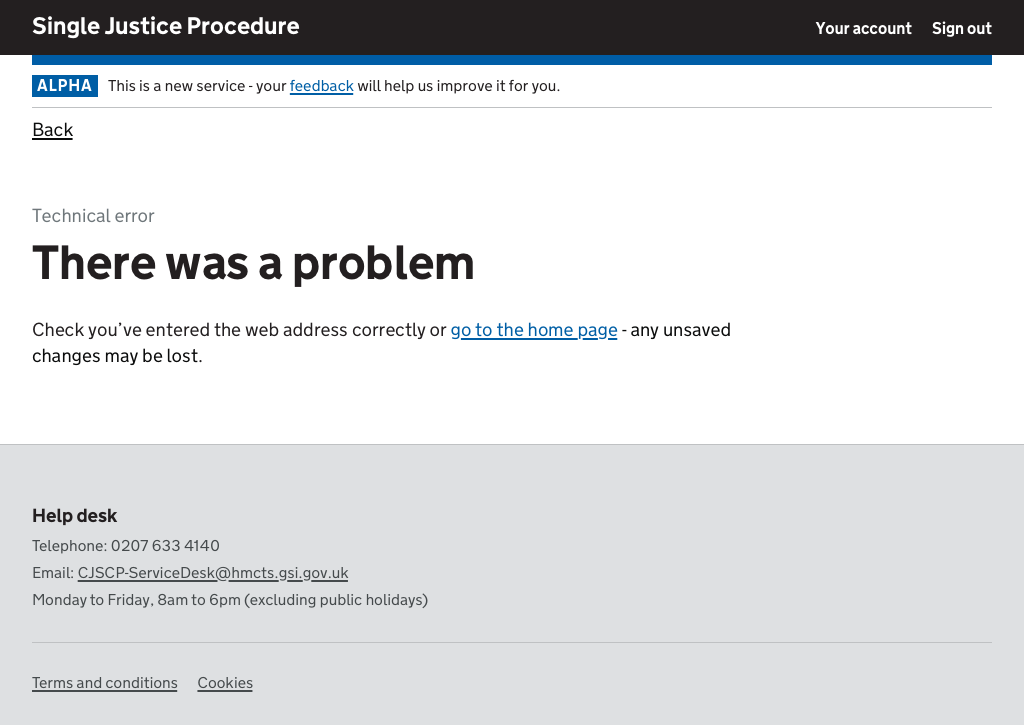 Single Justice Procedure
Your account Sign out
ALPHA This is a new service - your feedback will help us improve it for you.
Back
Technical error
There was a problem
Check you’ve entered the web address correctly or go to the home page - any unsaved
changes may be lost.
Help desk
Telephone: 0207 633 4140
Email: CJSCP-ServiceDesk@hmcts.gsi.gov.uk
Monday to Friday, 8am to 6pm (excluding public holidays)
Terms and conditions Cookies